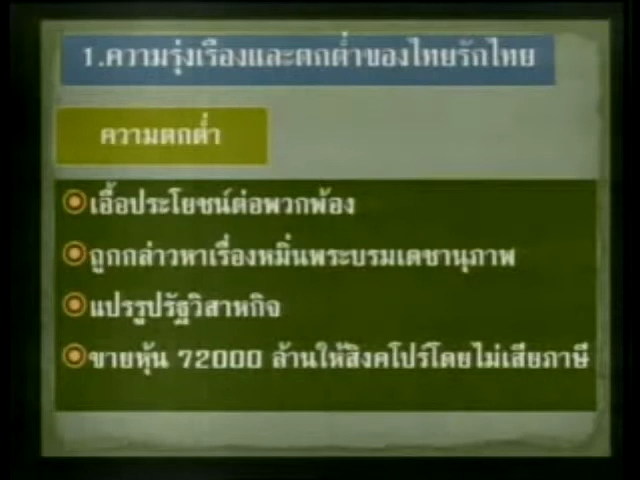 1.ความรุ่งเรืองและตกต่ำของไทยรักไทย
ความตกต่ำ
เอื้อประโยชน์ต่อพวกพ้อง
ถูกกล่าวหาเรื่องหมิ่นพระบรมเดชานุภาพ
แปรรูปรัฐวิสาหกิจ
ขายหุ้น 72000 ล้านให้สิงคโปร์โดยไม่เสียภาษี